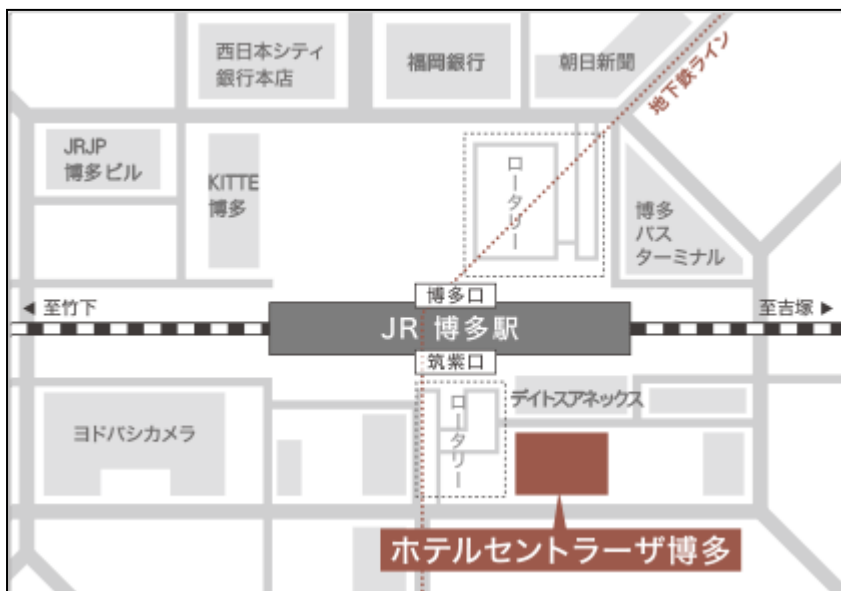 西日本シティ
銀行本店
福岡銀行
朝日新聞
地下鉄ライン
JRJP
博多ビル
KITTE
博多
ロータリー
博多
バス
ターミナル
◀ 至竹下
博多口
至吉塚 ▶
JR 博多駅
筑紫口
デイトスアネックス
ロータリー
ヨドバシカメラ
ホテルセントラーザ博多